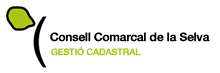 Consell Comarcal de la Selva
GESTIÓ CADASTRAL